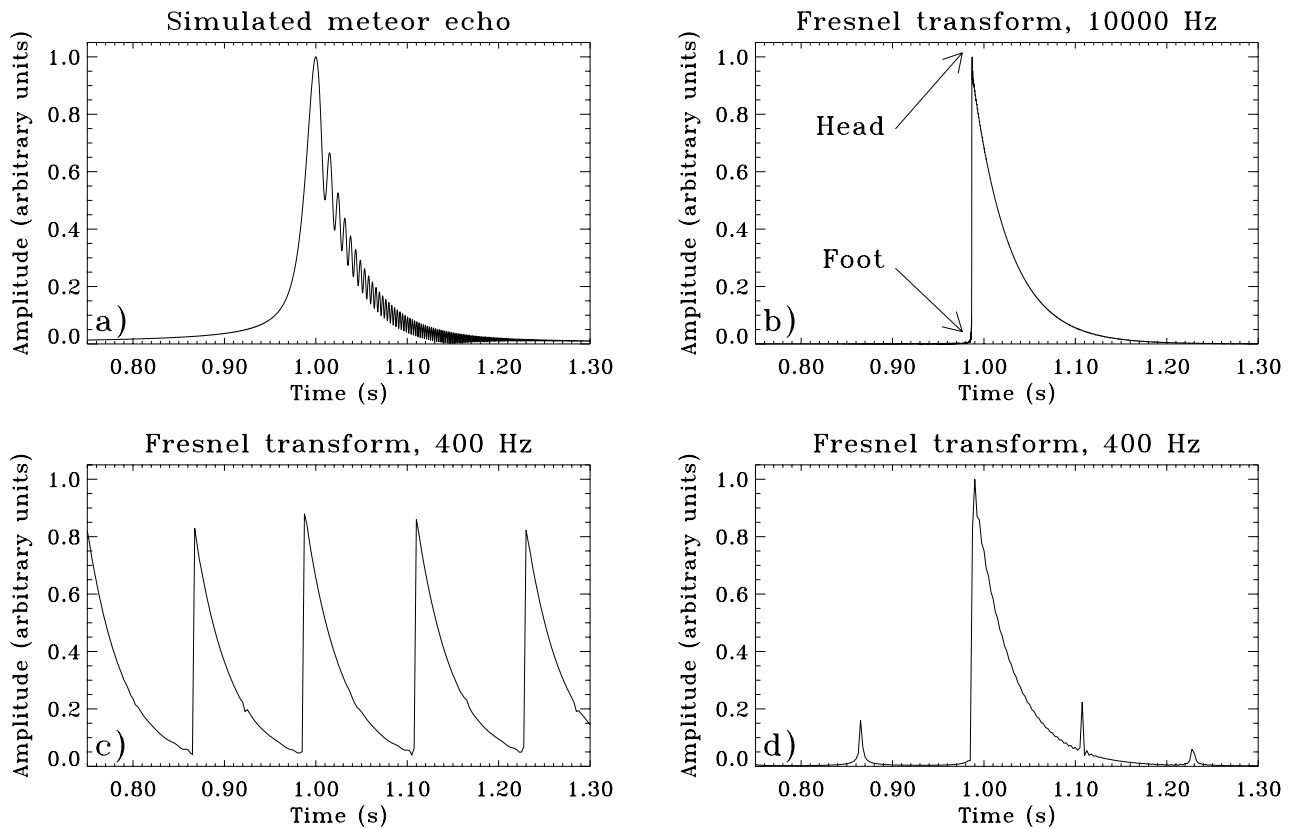 Simulated meteor echo
Amplitude (arbitrary units)
1.0
0.8
0.6
0.4
0.2
0.0
a)
0.80 0.90 1.00 1.10 1.20 1.30
Time (s)
Fresnel transform, 10000 Hz
Amplitude (arbitrary units)
1.0
0.8
0.6
0.4
0.2
0.0
Head
Foot
b)
0.80 0.90 1.00 1.10 1.20 1.30
Time (s)
Fresnel transform, 400 Hz
Amplitude (arbitrary units)
1.0
0.8
0.6
0.4
0.2
0.0
c)
0.80 0.90 1.00 1.10 1.20 1.30
Time (s)
Fresnel transform, 400 Hz
Amplitude (arbitrary units)
1.0
0.8
0.6
0.4
0.2
0.0
d)
0.80 0.90 1.00 1.10 1.20 1.30
Time (s)